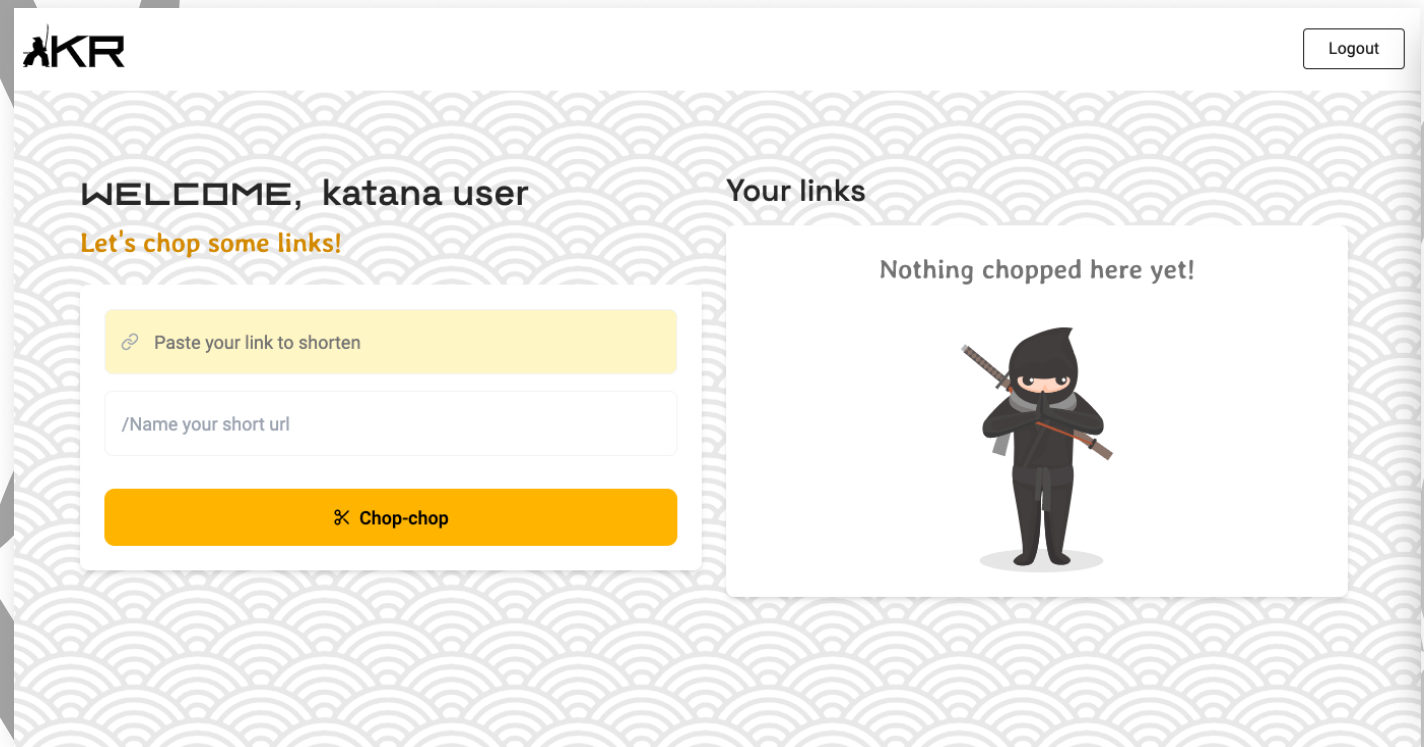 KR
Logout
WELCOME, katana user
Let's chop some links!
Paste your link to shorten
/Name your short url
Chop-chop
Your links
Nothing chopped here yet!